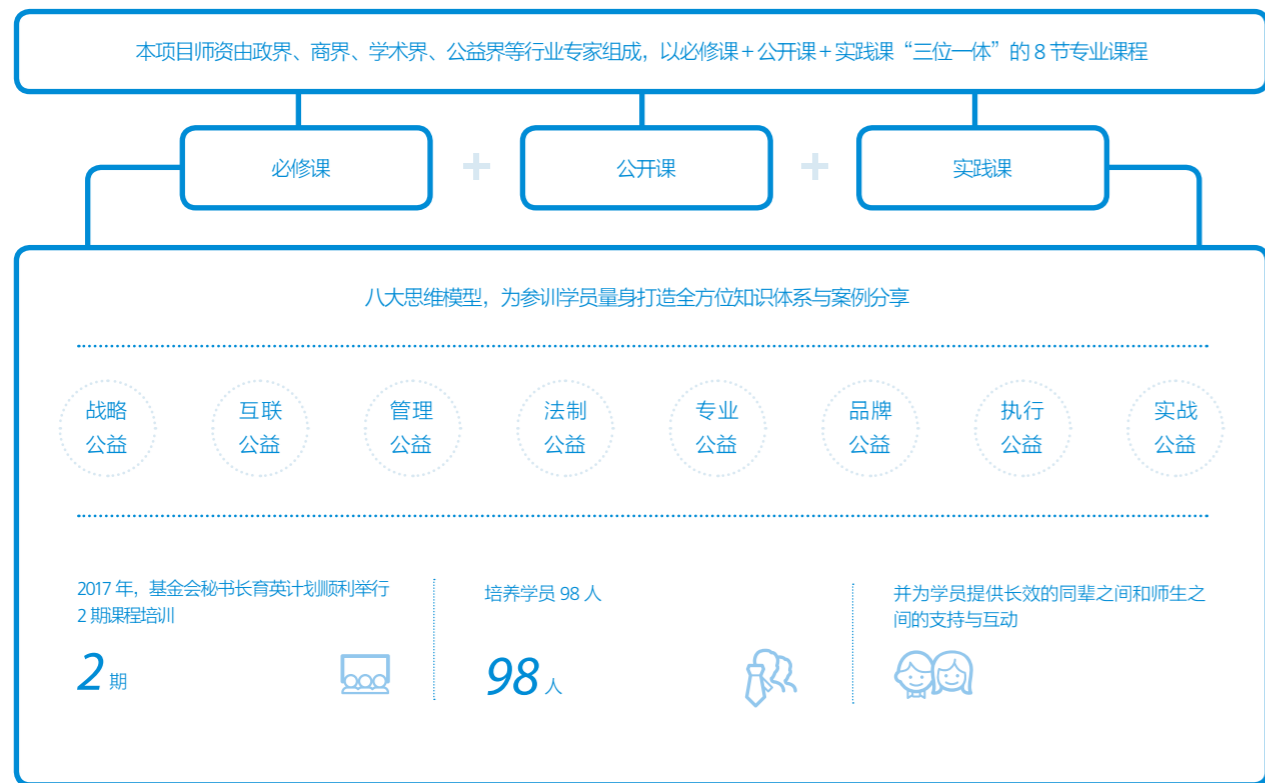 本项目师资由政界、商界、学术界、公益界等行业专家组成，以必修课+公开课+实践课“三位一体”的8节专业课程
必修课 + 公开课 + 实践课
八大思维模型，为参训学员量身打造全方位知识体系与案例分享
战略
公益
互联
公益
管理
公益
法制
公益
专业
公益
品牌
公益
执行
公益
实战
公益
2017年，基金会秘书长育英计划顺利举行
2期课程培训
2期
培养学员98人
98人
并为学员提供长效的同辈之间和师生之
间的支持与互动